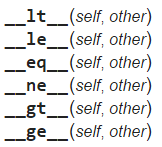 __lt__(self, other)
__le__(self, other)
__eq__(self, other)
__ne__(self, other)
__gt__(self, other)
__ge__(self, other)